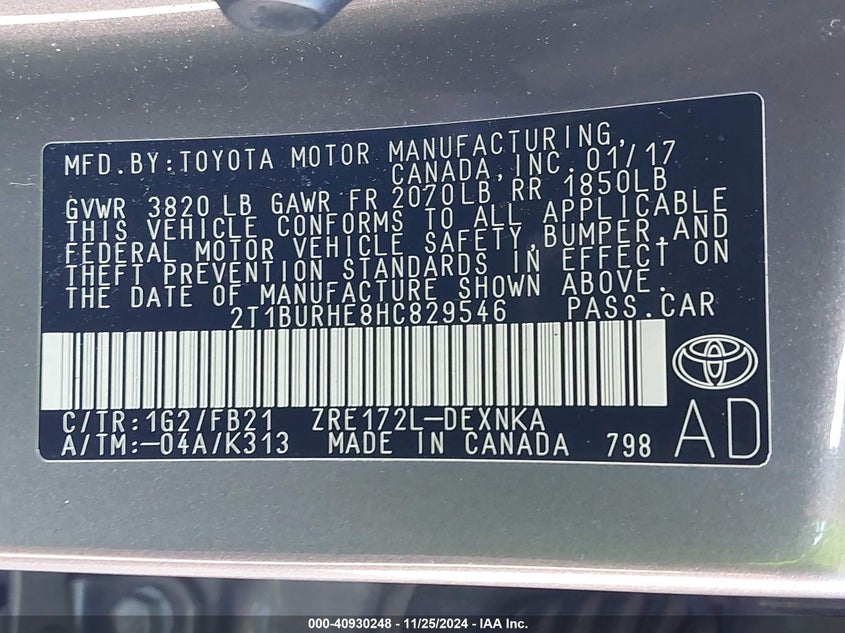 MFD.BY:TOYOTA MOTOR MANUFACTURING,
CANADA,INC. 01/17
GVWR 3820 LB GAWR FR 2070LB RR 1850LB
THIS VEHICLE CONFORMS TO ALL APPLICABLE
FEDERAL MOTOR VEHICLE SAFETY,BUMPER,AND
THEFT PREVENTION STANDARDS IN EFFECT ON
THE DATE OF MANUFACTURE SHOWN ABOVE.
2T1BURHE8HC829546 PASS.CAR
C/TR:1G2/FB21 ZRE172L-DEXNKA
A/TM:-04A/K313 MADE IN CANADA 798 AD
000-40930248 - 11/25/2024 - IAA Inc.